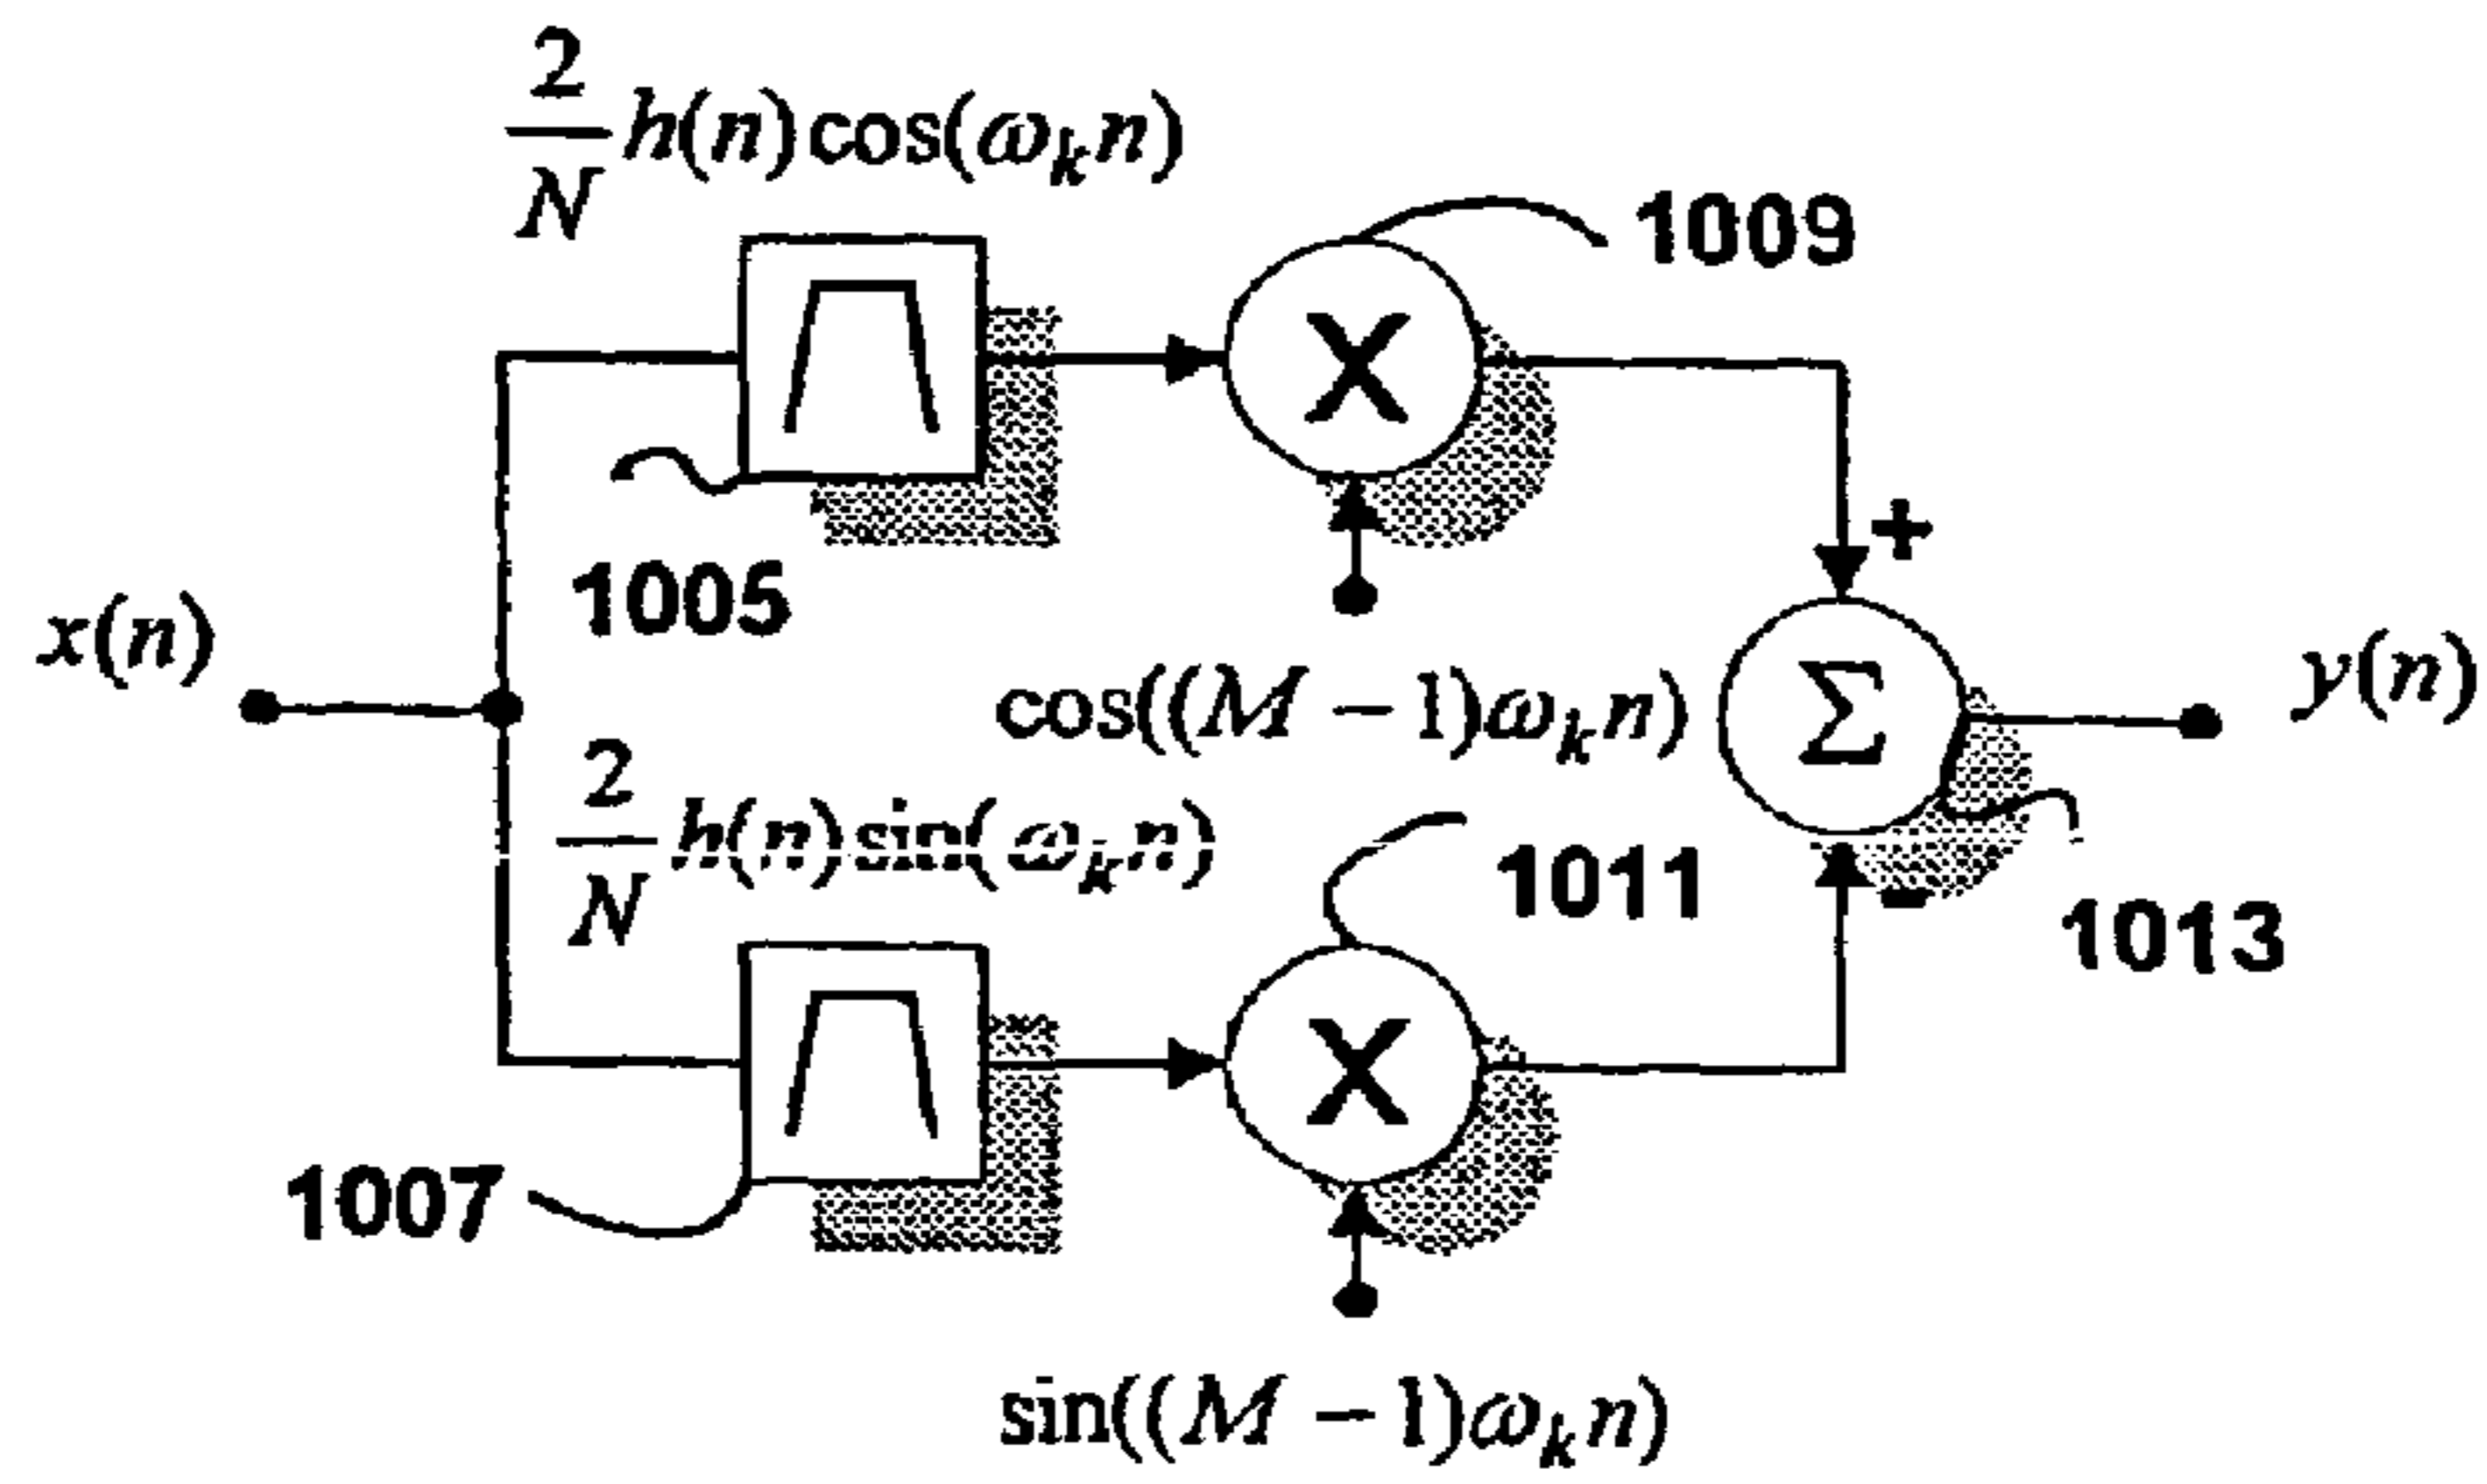 2/N h(n)cos(ω_k n)
1009
X
1005
+
x(n)
cos((M − 1)ω_k n)
Σ
y(n)
2/N h(n)sin(ω_k n)
1011
-
1013
X
1007
sin((M − 1)ω_k n)